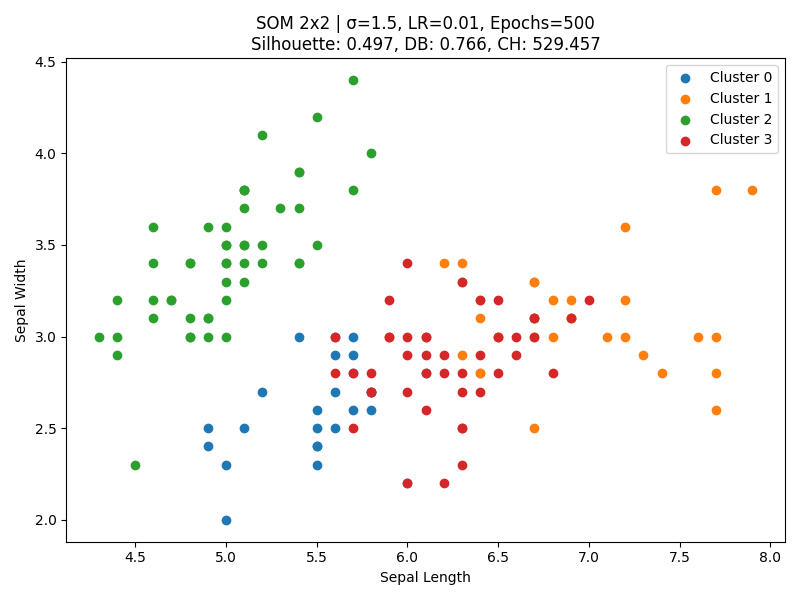 SOM 2x2 | σ=1.5, LR=0.01, Epochs=500
Silhouette: 0.497, DB: 0.766, CH: 529.457
Cluster 0
Cluster 1
Cluster 2
Cluster 3
Sepal Width
4.5
4.0
3.5
3.0
2.5
2.0
4.5
5.0
5.5
6.0
6.5
7.0
7.5
8.0
Sepal Length